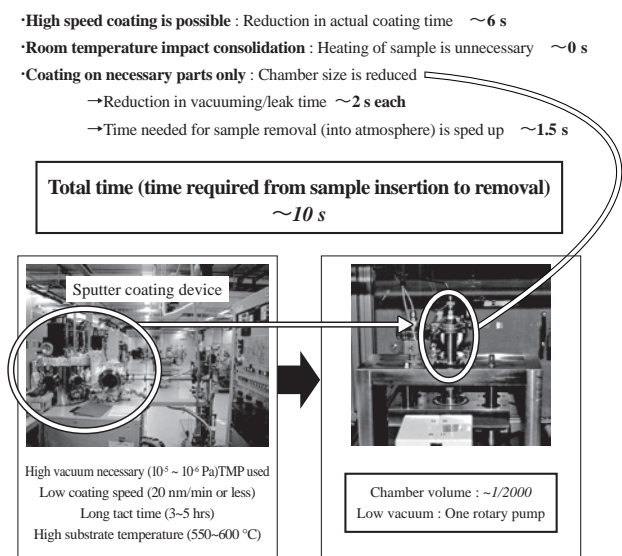 ·High speed coating is possible : Reduction in actual coating time ～6 s
·Room temperature impact consolidation : Heating of sample is unnecessary ～0 s
·Coating on necessary parts only : Chamber size is reduced
→Reduction in vacuuming/leak time ～2 s each
→Time needed for sample removal (into atmosphere) is sped up ～1.5 s
Total time (time required from sample insertion to removal)
～10 s
Sputter coating device
High vacuum necessary (10⁻⁵ ~ 10⁻⁶ Pa)TMP used
Low coating speed (20 nm/min or less)
Long tact time (3~5 hrs)
High substrate temperature (550~600 °C)
Chamber volume : ~1/2000
Low vacuum : One rotary pump